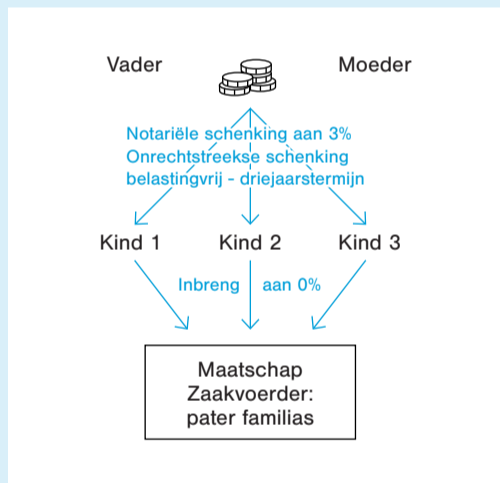 Vader Moeder
Notariële schenking aan 3%
Onrechtstreekse schenking
belastingvrij - driejaarstermijn
Kind 1 Kind 2 Kind 3
Inbreng aan 0%
Maatschap
Zaakvoerder:
pater familias